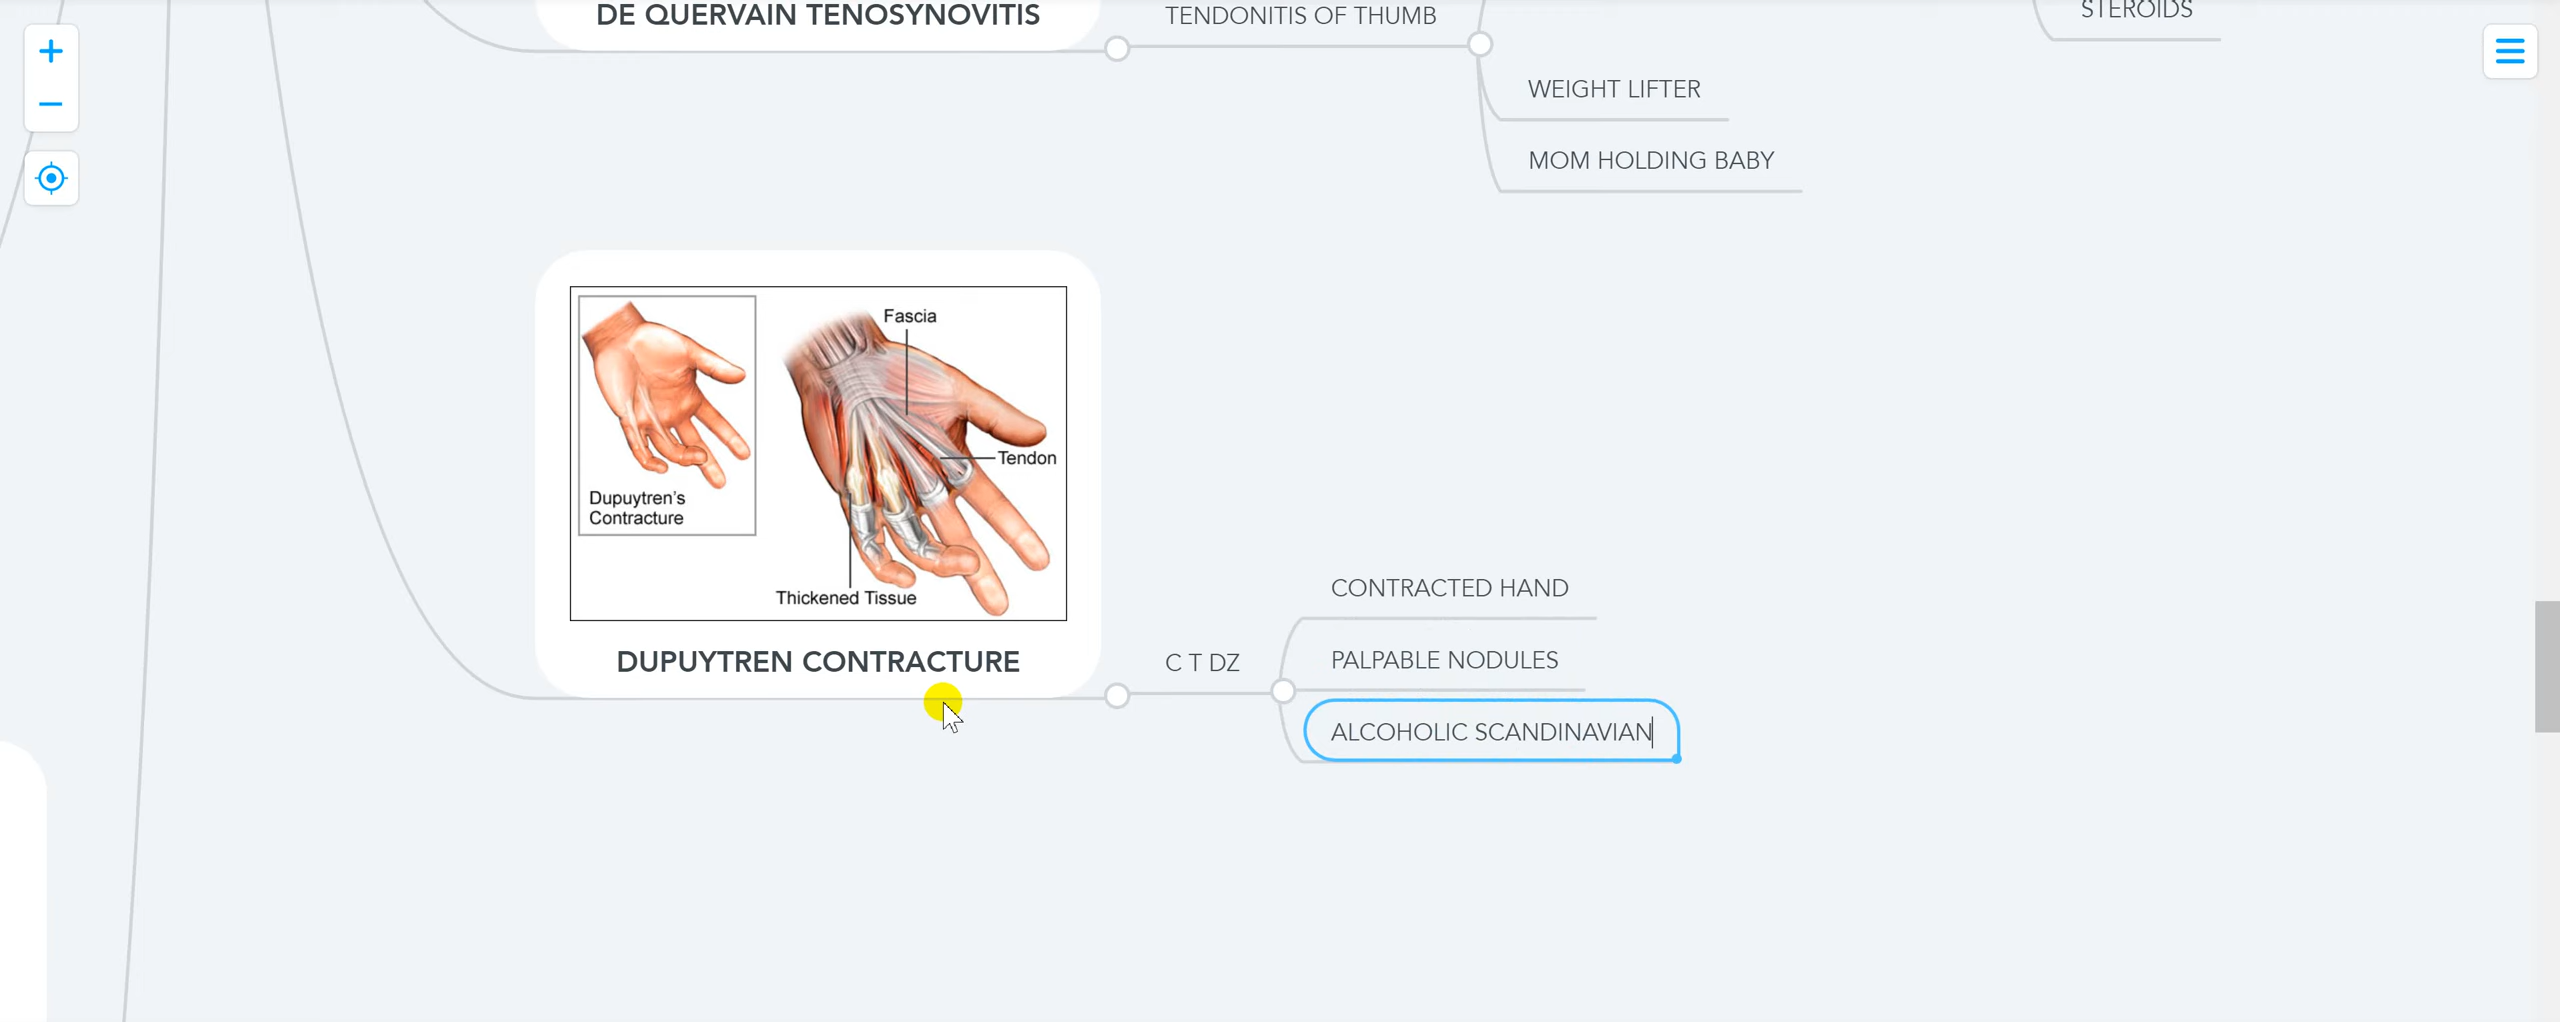 DE QUERVAIN TENOSYNOVITIS
TENDONITIS OF THUMB
STEROIDS
WEIGHT LIFTER
MOM HOLDING BABY
Fascia
Tendon
Dupuytren's
Contracture
Thickened Tissue
DUPUYTREN CONTRACTURE
C T DZ
CONTRACTED HAND
PALPABLE NODULES
ALCOHOLIC SCANDINAVIAN